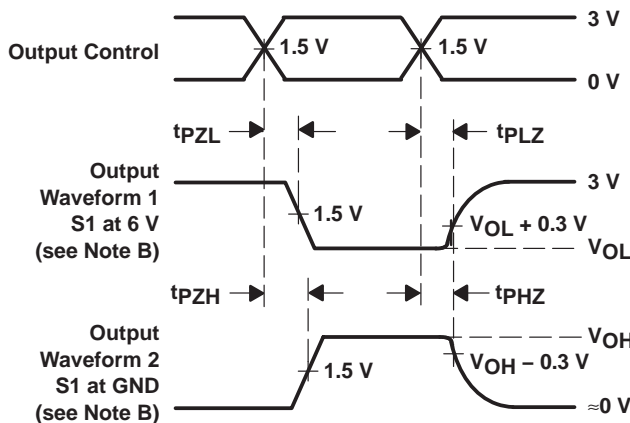 3 V
Output Control
1.5 V
1.5 V
0 V
tPZL
tPLZ
Output
Waveform 1
S1 at 6 V
(see Note B)
3 V
1.5 V
VOL + 0.3 V
VOL
tPZH
tPHZ
Output
Waveform 2
S1 at GND
(see Note B)
VOH
1.5 V
VOH − 0.3 V
≈0 V